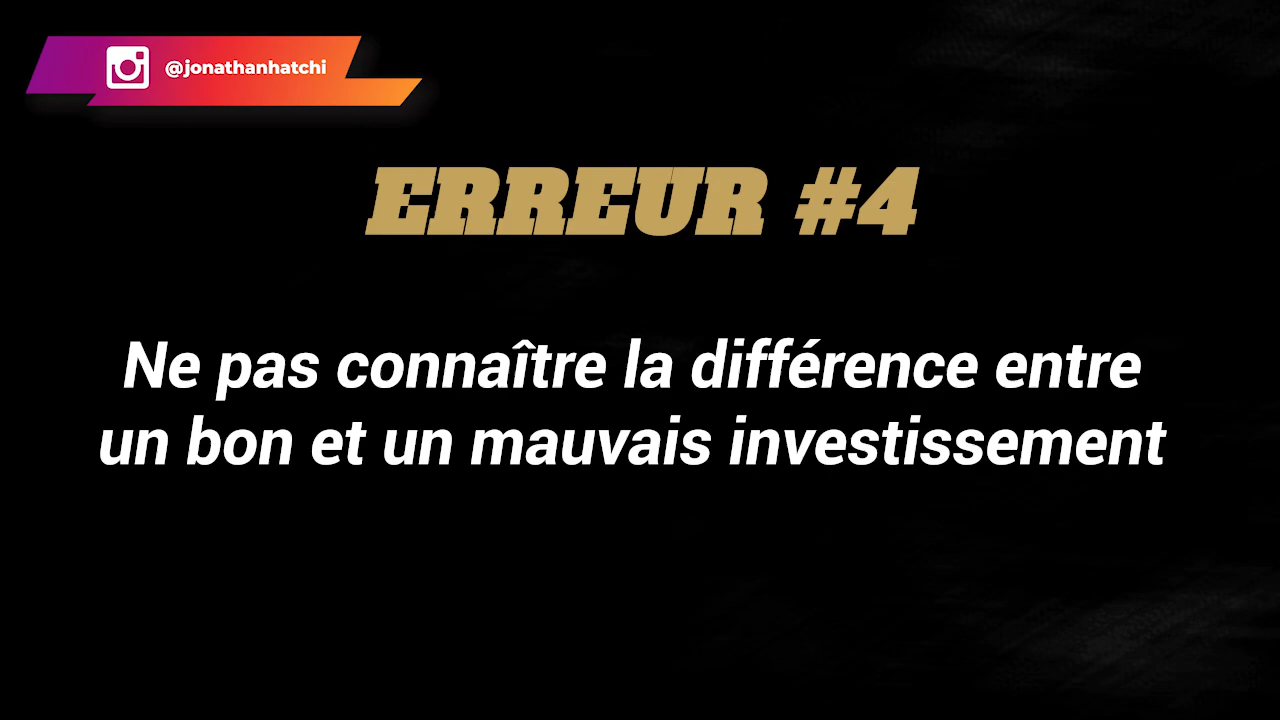 @jonathanhatchi
ERREUR #4
Ne pas connaître la différence entre
un bon et un mauvais investissement